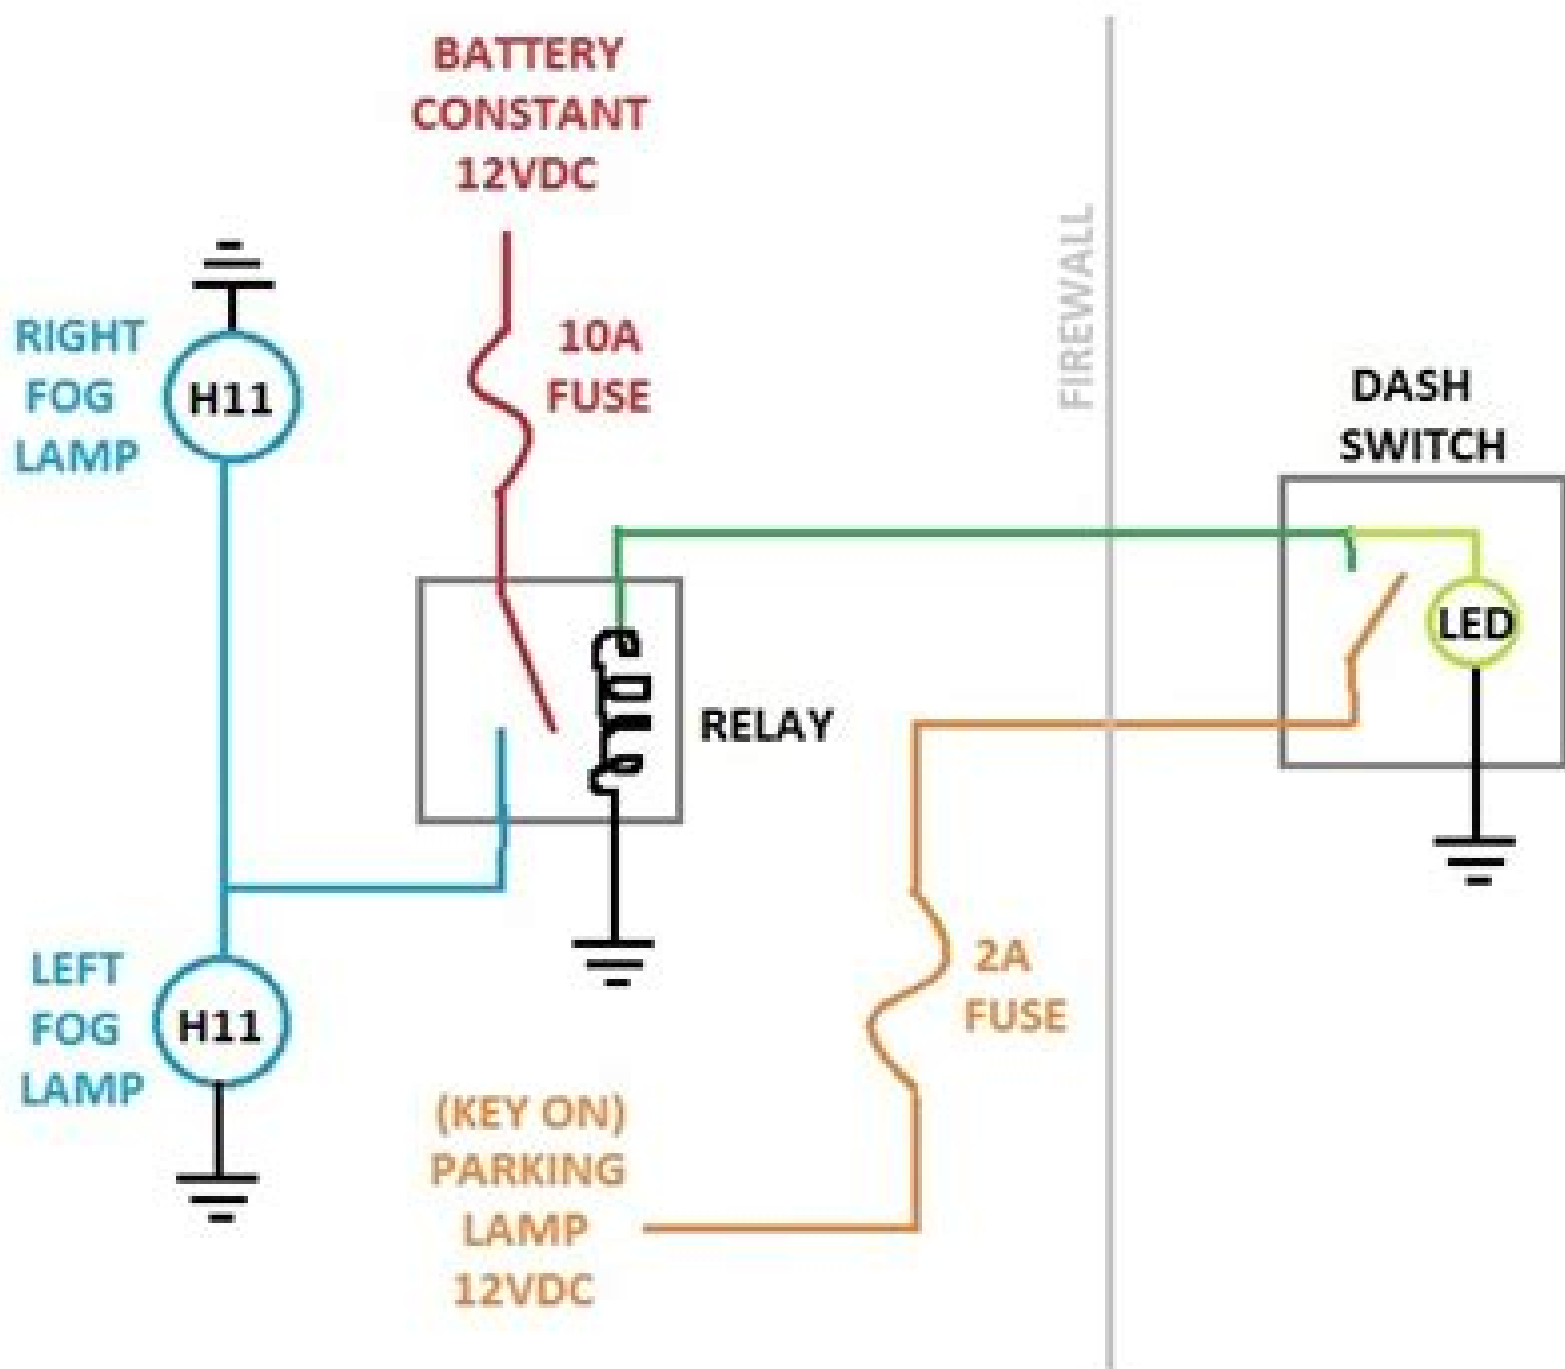 BATTERY
CONSTANT
12VDC
10A
FUSE
RIGHT
FOG
LAMP
H11
FIREWALL
DASH
SWITCH
LED
RELAY
LEFT
FOG
LAMP
H11
2A
FUSE
(KEY ON)
PARKING
LAMP
12VDC